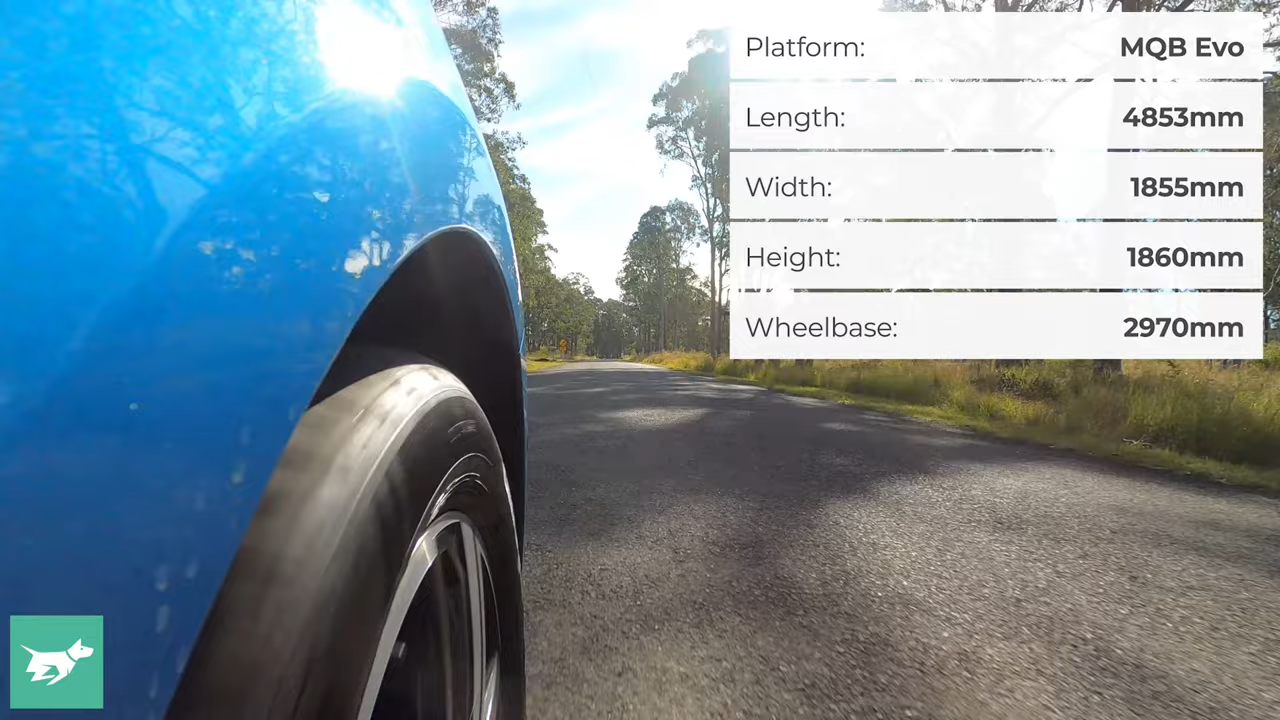 Platform: MQB Evo
Length: 4853mm
Width: 1855mm
Height: 1860mm
Wheelbase: 2970mm